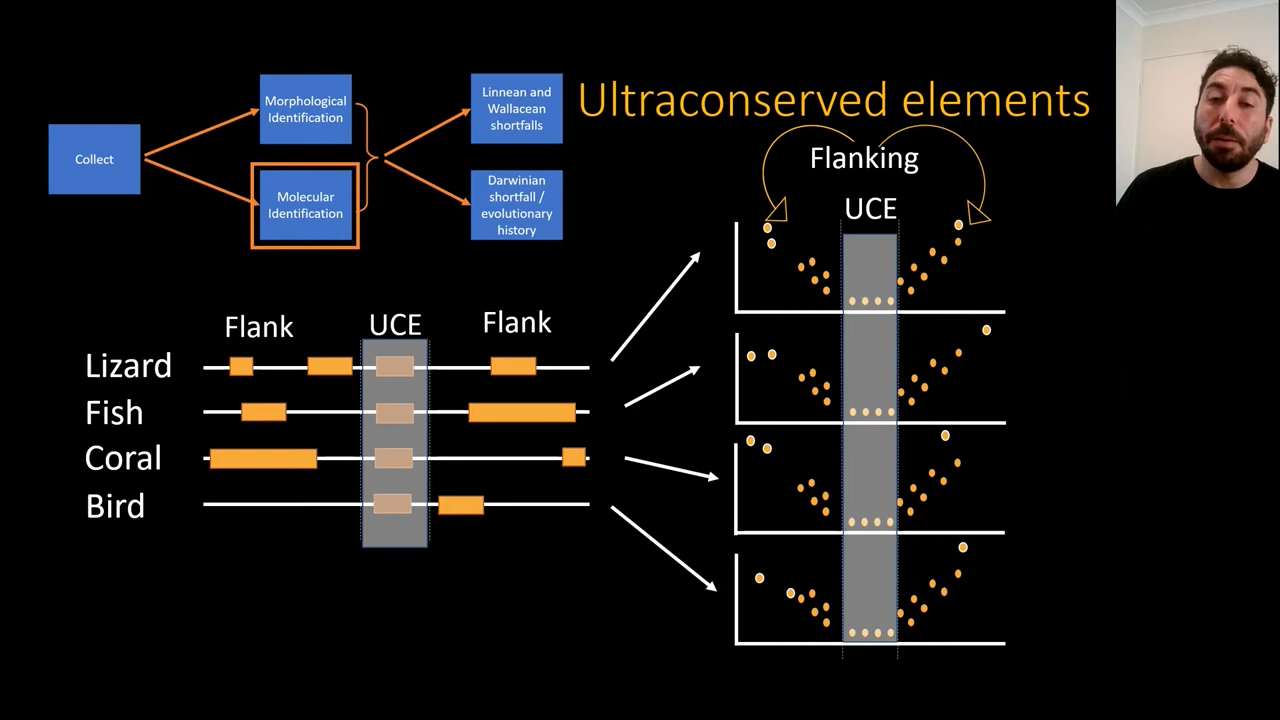 Ultraconserved elements
Collect
Morphological
Identification
Molecular
Identification
Linnean and
Wallacean
shortfalls
Darwinian
shortfall /
evolutionary
history
Flanking
UCE
Flank
UCE
Flank
Lizard
Fish
Coral
Bird